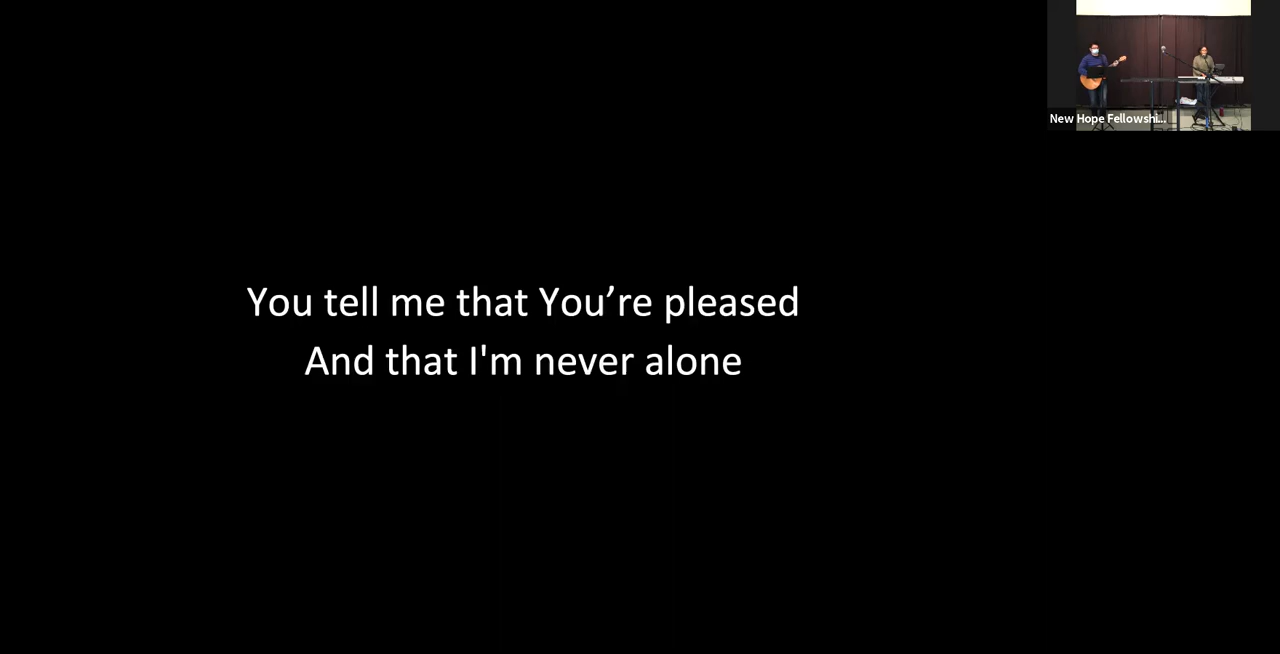 New Hope Fellowshi...
You tell me that You’re pleased
And that I'm never alone